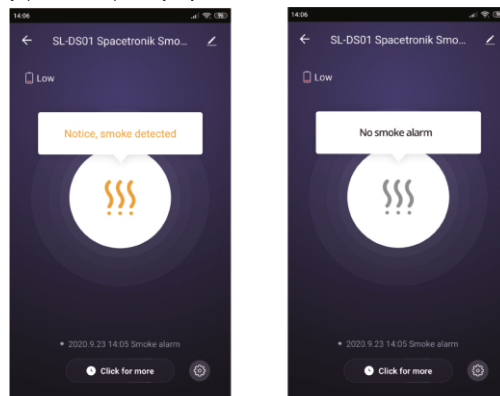 14:06
SL-DS01 Spacetronik Smo...
Low
Notice, smoke detected
2020.9.23 14:05 Smoke alarm
Click for more
14:06
SL-DS01 Spacetronik Smo...
Low
No smoke alarm
2020.9.23 14:05 Smoke alarm
Click for more